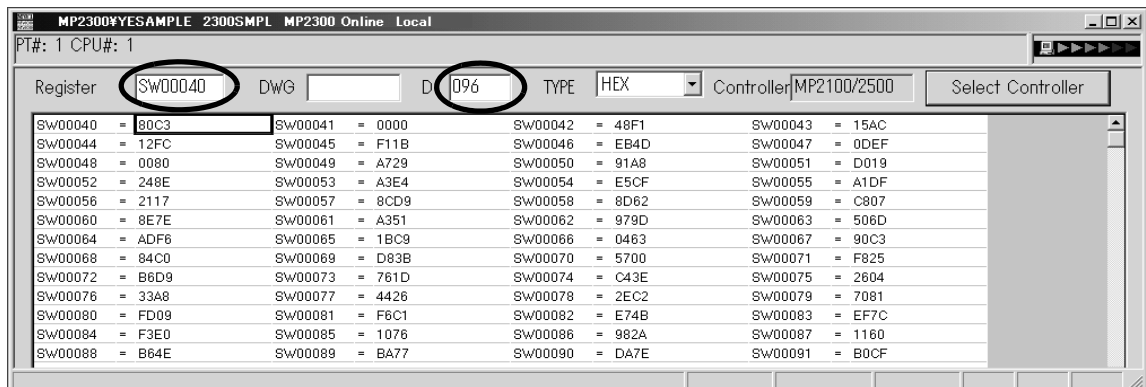 MP2300¥YESAMPLE 2300SMPL MP2300 Online Local
PT#: 1 CPU#: 1
Register SW00040 DWG D 096 TYPE HEX Controller MP2100/2500 Select Controller
SW00040 = 80C3 SW00041 = 0000 SW00042 = 48F1 SW00043 = 15AC
SW00044 = 12FC SW00045 = F11B SW00046 = EB4D SW00047 = 0DEF
SW00048 = 0080 SW00049 = A729 SW00050 = 91A8 SW00051 = D019
SW00052 = 248E SW00053 = A3E4 SW00054 = E5CF SW00055 = A1DF
SW00056 = 2117 SW00057 = 8CD9 SW00058 = 8D62 SW00059 = C807
SW00060 = 8E7E SW00061 = A351 SW00062 = 979D SW00063 = 506D
SW00064 = ADF6 SW00065 = 1BC9 SW00066 = 0463 SW00067 = 90C3
SW00068 = 84C0 SW00069 = D83B SW00070 = 5700 SW00071 = F825
SW00072 = B6D9 SW00073 = 761D SW00074 = C43E SW00075 = 2604
SW00076 = 33A8 SW00077 = 4426 SW00078 = 2EC2 SW00079 = 7081
SW00080 = FD09 SW00081 = F6C1 SW00082 = E74B SW00083 = EF7C
SW00084 = F3E0 SW00085 = 1076 SW00086 = 982A SW00087 = 1160
SW00088 = B64E SW00089 = BA77 SW00090 = DA7E SW00091 = B0CF